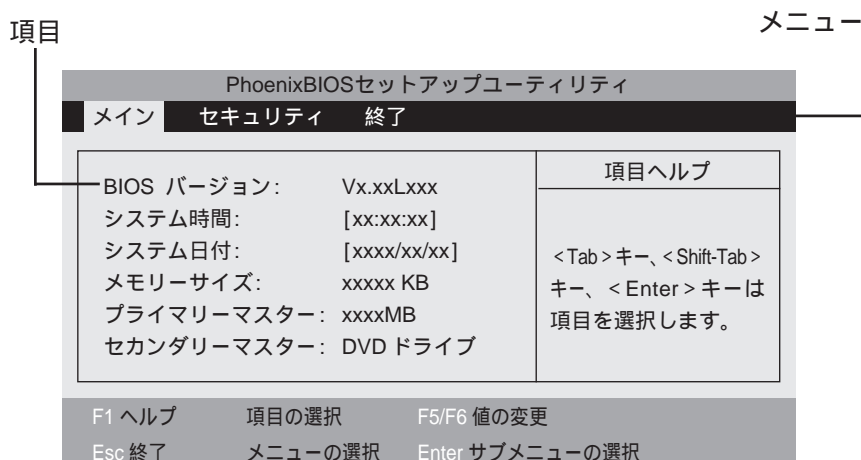 項目
メニュー
PhoenixBIOSセットアップユーティリティ
メイン セキュリティ 終了
BIOS バージョン: Vx.xxLxxx
システム時間: [xx:xx:xx]
システム日付: [xxxx/xx/xx]
メモリーサイズ: xxxxx KB
プライマリーマスター: xxxxMB
セカンダリーマスター: DVD ドライブ
項目ヘルプ
<Tab>キー、<Shift-Tab>
キー、<Enter>キーは
項目を選択します。
F1 ヘルプ 項目の選択 F5/F6 値の変更
Esc 終了 メニューの選択 Enter サブメニューの選択